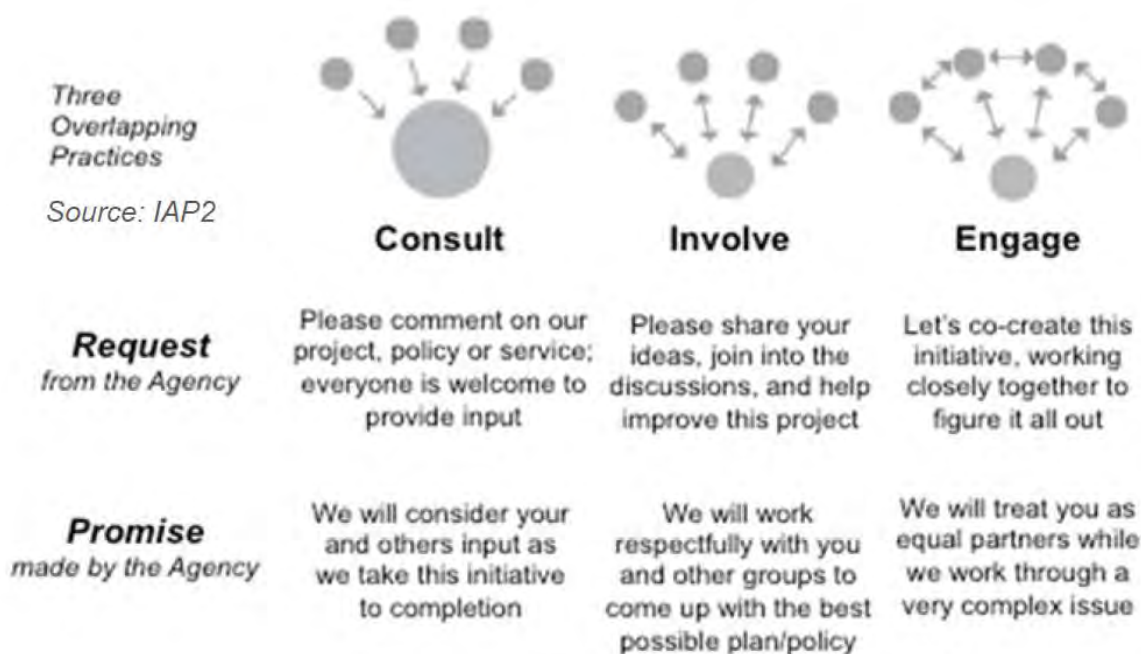 Three
Overlapping
Practices
Source: IAP2
Consult
Involve
Engage
Request
from the Agency
Please comment on our
project, policy or service;
everyone is welcome to
provide input
Please share your
ideas, join into the
discussions, and help
improve this project
Let's co-create this
initiative, working
closely together to
figure it all out
Promise
made by the Agency
We will consider your
and others input as
we take this initiative
to completion
We will work
respectfully with you
and other groups to
come up with the best
possible plan/policy
We will treat you as
equal partners while
we work through a
very complex issue